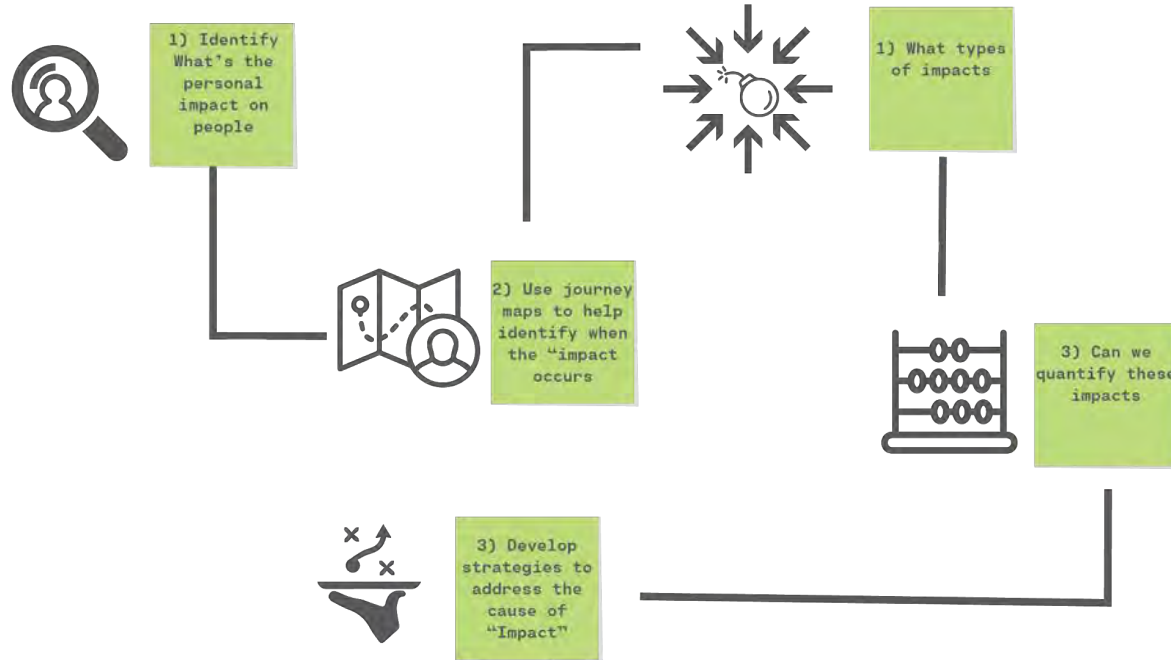 1) Identify
What's the
personal
impact on
people
1) What types
of impacts
2) Use journey
maps to help
identify when
the "impact
occurs
3) Can we
quantify these
impacts
3) Develop
strategies to
address the
cause of
"Impact"